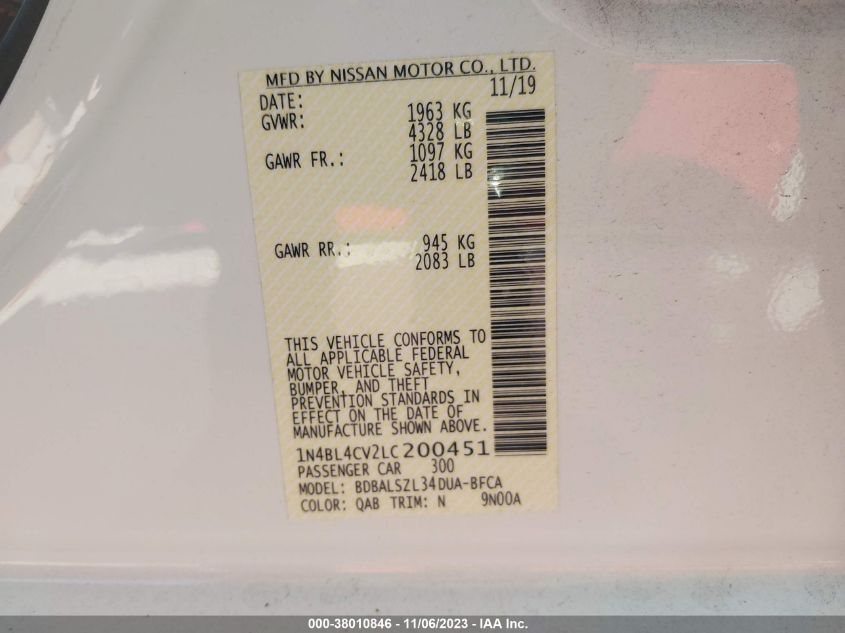 MFD BY NISSAN MOTOR CO., LTD.
DATE: 11/19
GVWR: 1963 KG
4328 LB
GAWR FR.: 1097 KG
2418 LB
GAWR RR.: 945 KG
2083 LB
THIS VEHICLE CONFORMS TO
ALL APPLICABLE FEDERAL
MOTOR VEHICLE SAFETY,
BUMPER, AND THEFT
PREVENTION STANDARDS IN
EFFECT ON THE DATE OF
MANUFACTURE SHOWN ABOVE.
1N4BL4CV2LC200451
PASSENGER CAR 300
MODEL: BDBALSZL34DUA-BFCA
COLOR: QAB TRIM: N 9N00A
000-38010846 - 11/06/2023 - IAA Inc.